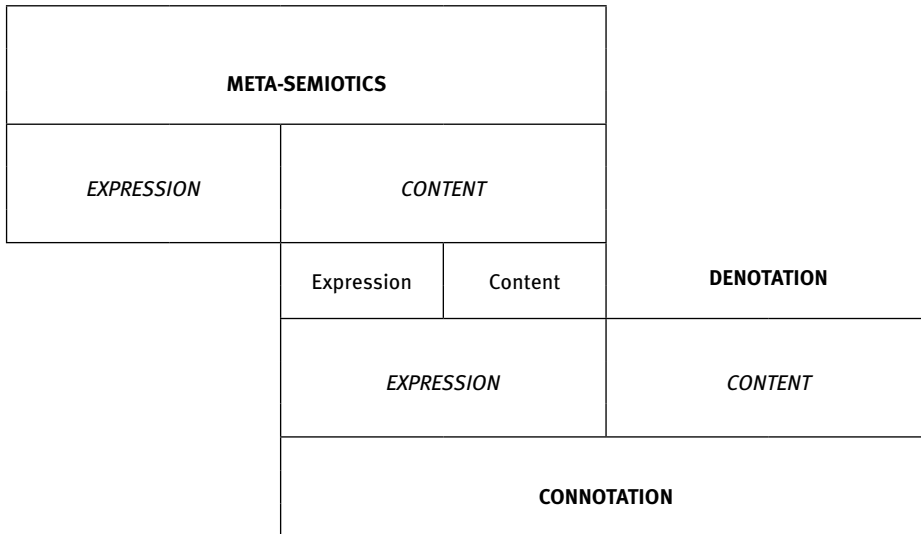 META-SEMIOTICS
EXPRESSION CONTENT
Expression Content DENOTATION
EXPRESSION CONTENT
CONNOTATION